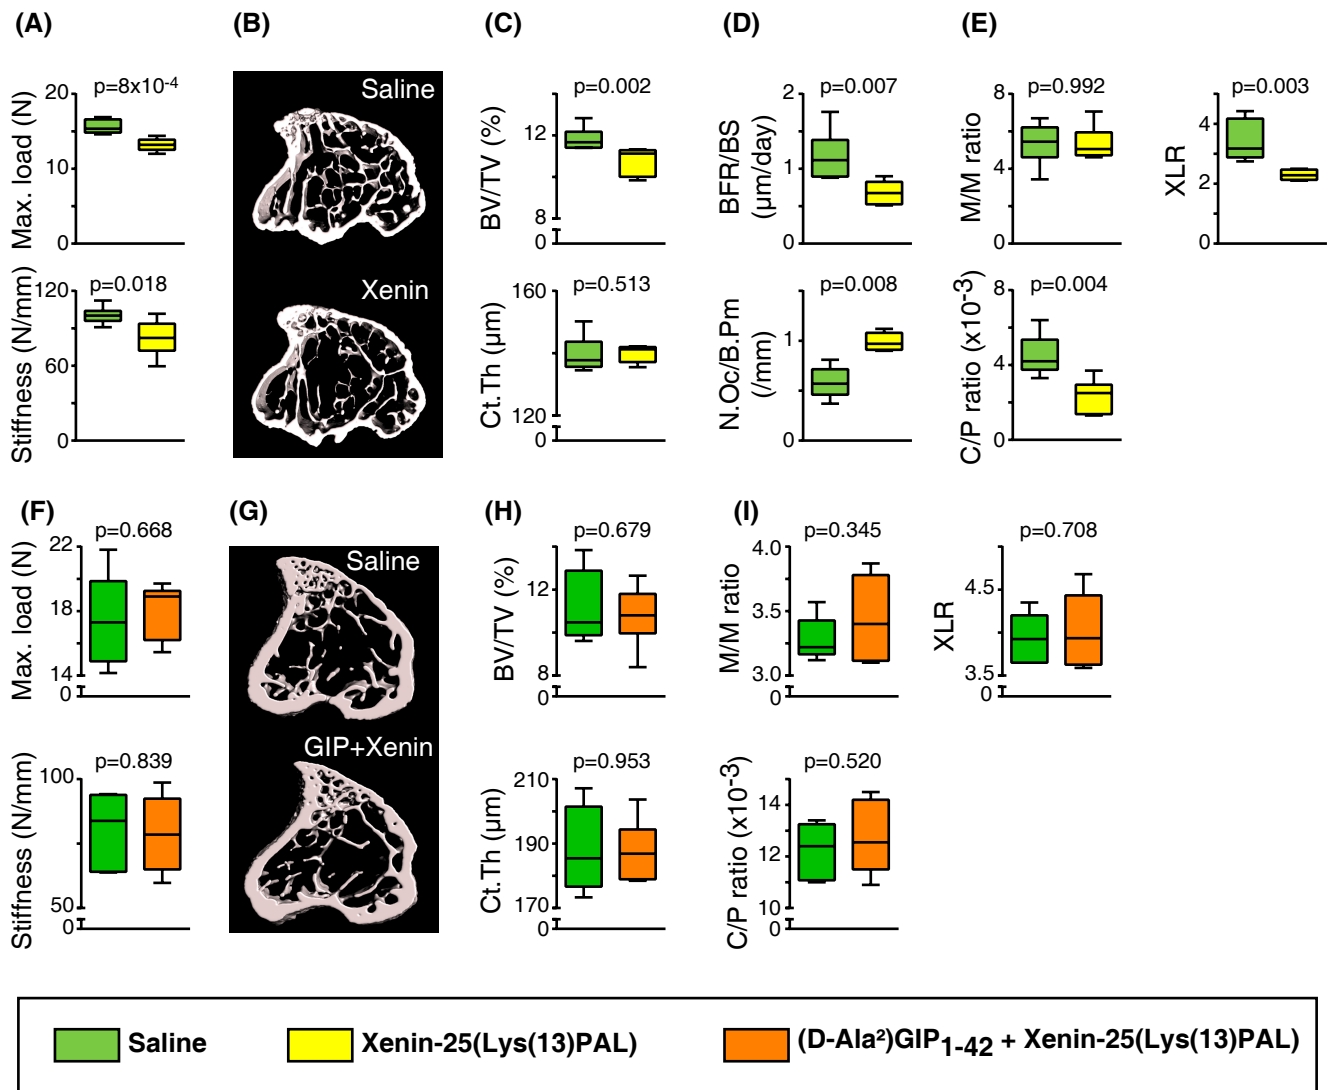 (A)
(B)
(C)
(D)
(E)
p=8x10-4
20
10
0
Max. load (N)
Saline
p=0.002
12
8
0
BV/TV (%)
p=0.007
2
1
0
BFR/BS
(µm/day)
p=0.992
8
6
4
2
0
M/M ratio
p=0.003
4
2
0
XLR
p=0.018
120
60
0
Stiffness (N/mm)
Xenin
p=0.513
160
120
0
Ct.Th (µm)
p=0.008
1
0
N.Oc/B.Pm
(/mm)
p=0.004
8
4
0
C/P ratio (x10-3)
(F)
(G)
(H)
(I)
p=0.668
22
18
14
0
Max. load (N)
Saline
p=0.679
12
8
0
BV/TV (%)
p=0.345
4.0
3.5
3.0
0
M/M ratio
p=0.708
4.5
3.5
0
XLR
p=0.839
100
50
0
Stiffness (N/mm)
GIP+Xenin
p=0.953
210
190
170
0
Ct.Th (µm)
p=0.520
14
12
10
0
C/P ratio (x10-3)
Saline
Xenin-25(Lys(13)PAL)
(D-Ala²)GIP1-42 + Xenin-25(Lys(13)PAL)